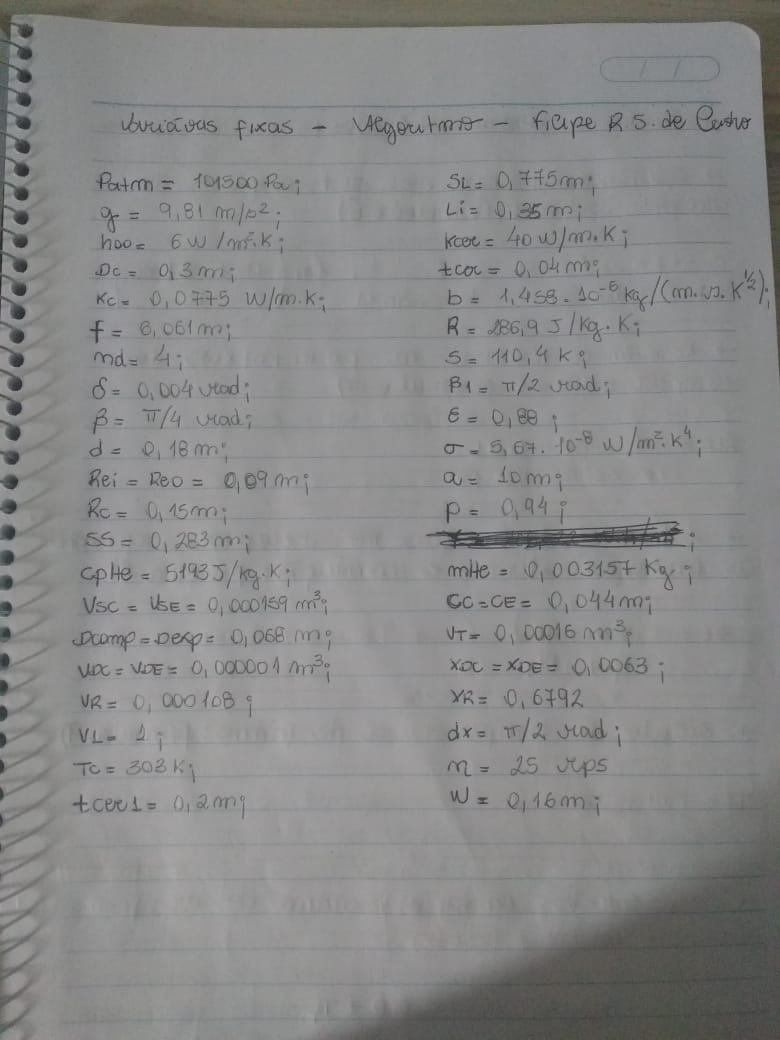 Variáveis fixas - Algoritmo - Filipe R. S. de
Patm = 101300 Pa;
g = 9,81 m/s²;
hoo = 6 W/m².K;
Dc = 0,3 m;
Kc = 0,0775 W/m.K;
f = 6,061 m;
nd = 4;
δ = 0,004 rad;
β = π/4 rad;
d = 0,18 m;
Rei = Reo = 0,09 m;
Rc = 0,15 m;
SS = 0,283 m;
CpHe = 5193 J/kg.K;
VSC = VSE = 0,000159 m³;
Dcomp = Dexp = 0,068 m;
VDC = VDE = 0,000001 m³;
VR = 0,000108;
VL = 1;
TC = 303 K;
tcer1 = 0,2 m;
SL = 0,775 m;
Li = 0,35 m;
Kcer = 40 W/m.K;
tcer = 0,04 m;
b = 1,458.10⁻⁶ kg/(m.s.K^1/2);
R = 286,9 J/kg.K;
S = 110,4 K;
β1 = π/2 rad;
ε = 0,88;
σ = 5,67.10⁻⁸ W/m².K⁴;
a = 10 m;
p = 0,94;
mHe = 0,003157 Kg;
CC = CE = 0,044 m;
VT = 0,00016 m³;
XDC = XDE = 0,0063;
XR = 0,6792
dx = π/2 rad;
n = 25 rps
W = 0,16 m;